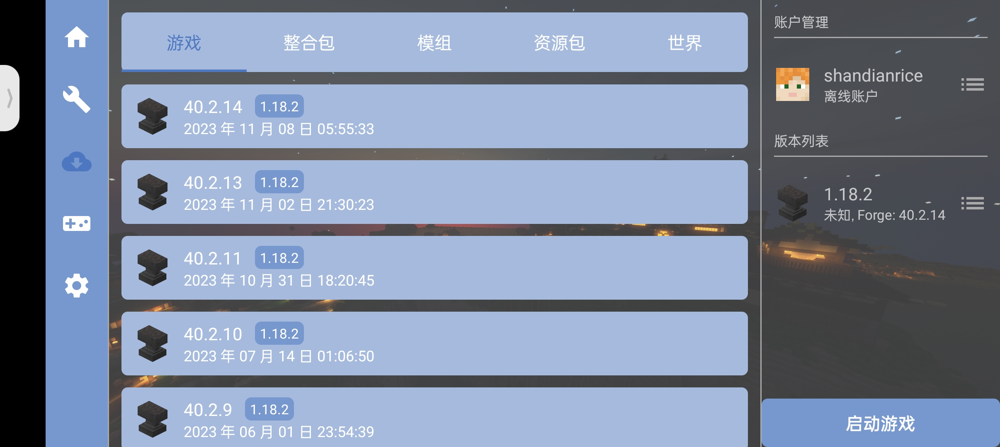 游戏
整合包
模组
资源包
世界
40.2.14 1.18.2
2023 年 11 月 08 日 05:55:33
40.2.13 1.18.2
2023 年 11 月 02 日 21:30:23
40.2.11 1.18.2
2023 年 10 月 31 日 18:20:45
40.2.10 1.18.2
2023 年 07 月 14 日 01:06:50
40.2.9 1.18.2
2023 年 06 月 01 日 23:54:39
账户管理
shandianrice
离线账户
版本列表
1.18.2
未知, Forge: 40.2.14
启动游戏